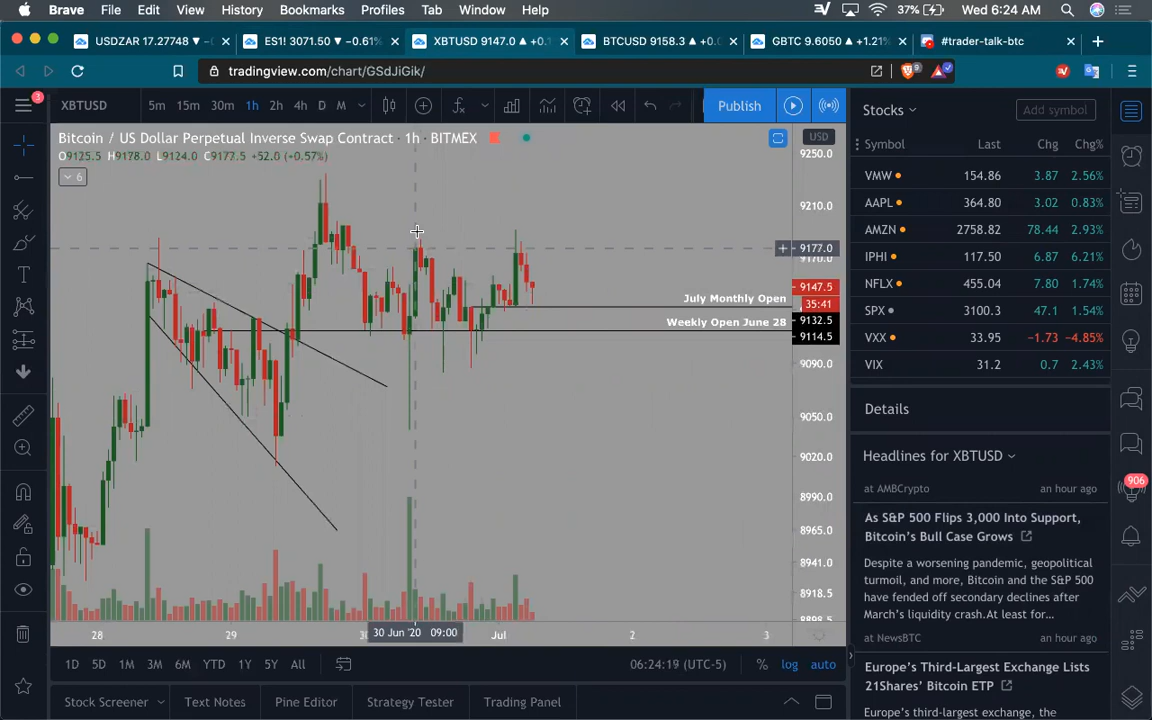 Brave File Edit View History Bookmarks Profiles Tab Window Help 37% Wed 6:24 AM
USDZAR 17.27748 ES1! 3071.50 ▼ −0.61% XBTUSD 9147.0 ▲ BTCUSD 9158.3 ▲ GBTC 9.6050 ▲ +1.21% #trader-talk-btc
tradingview.com/chart/GSdJiGik/ 9
3 XBTUSD 5m 15m 30m 1h 2h 4h D M Publish Stocks Add symbol
Bitcoin / US Dollar Perpetual Inverse Swap Contract · 1h · BITMEX USD
O9125.5 H9178.0 L9124.0 C9177.5 +52.0 (+0.57%)
6
Symbol Last Chg Chg%
VMW 154.86 3.87 2.56%
AAPL 364.80 3.02 0.83%
AMZN 2758.82 78.44 2.93%
IPHI 117.50 6.87 6.21%
NFLX 455.04 7.80 1.74%
SPX 3100.3 47.1 1.54%
VXX 33.95 −1.73 −4.85%
VIX 31.2 0.7 2.43%
9250.0
9210.0
9177.0
9170.0
9147.5
July Monthly Open
35:41
Weekly Open June 28 9132.5
9114.5
9090.0
9050.0
9020.0
8990.0
8965.0
8941.0
8918.5
8898.5
Details
Headlines for XBTUSD
at AMBCrypto an hour ago
906
As S&P 500 Flips 3,000 Into Support,
Bitcoin's Bull Case Grows
Despite a worsening pandemic, geopolitical
turmoil, and more, Bitcoin and the S&P 500
have fended off secondary declines after
March's liquidity crash.At least for…
at NewsBTC an hour ago
Europe's Third-Largest Exchange Lists
21Shares' Bitcoin ETP
Europe's third-largest exchange, the
28 29 30 Jun '20 09:00 Jul 2 3
1D 5D 1M 3M 6M YTD 1Y 5Y All 06:24:19 (UTC-5) % log auto
Stock Screener Text Notes Pine Editor Strategy Tester Trading Panel